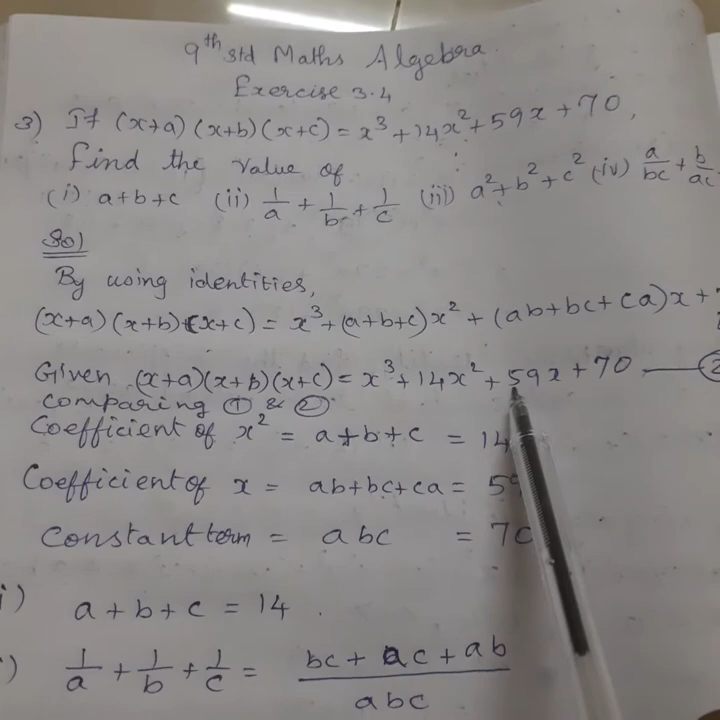 9th std Maths Algebra
Exercise 3.4
3) If (x+a)(x+b)(x+c) = x³+14x²+59x+70,
find the value of
(i) a+b+c (ii) 1/a + 1/b + 1/c (iii) a²+b²+c² (iv) a/bc + b/ac
Sol
By using identities,
(x+a)(x+b)(x+c) = x³+(a+b+c)x²+(ab+bc+ca)x+
Given (x+a)(x+b)(x+c) = x³+14x²+59x+70 — 2
comparing ① & ②
Coefficient of x² = a+b+c = 14
Coefficient of x = ab+bc+ca = 59
Constant term = abc = 70
i) a+b+c = 14.
) 1/a + 1/b + 1/c = bc+ac+ab / abc